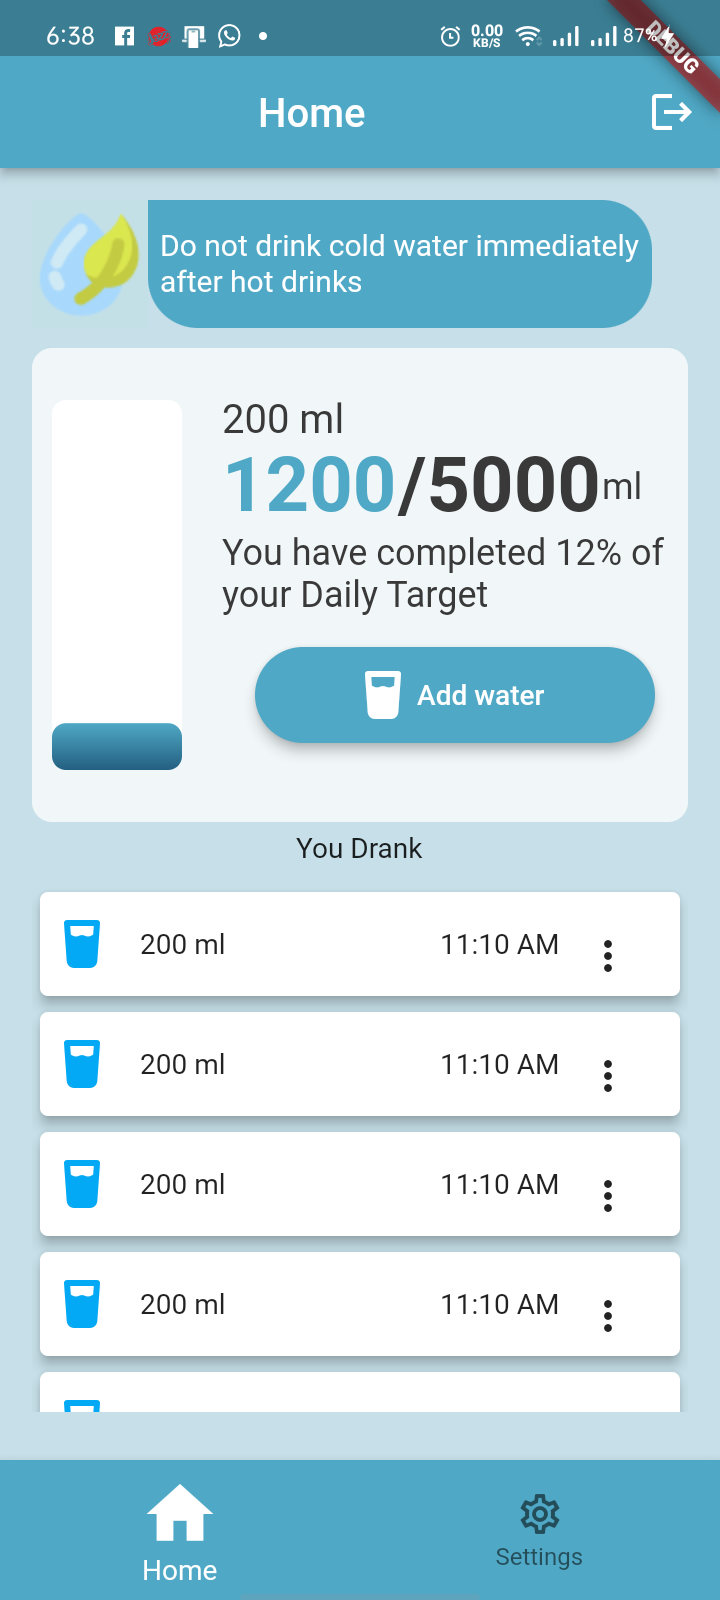 6:38
0.00
KB/S
87%
DEBUG
Home
Do not drink cold water immediately
after hot drinks
200 ml
1200/5000ml
You have completed 12% of
your Daily Target
Add water
You Drank
200 ml 11:10 AM
200 ml 11:10 AM
200 ml 11:10 AM
200 ml 11:10 AM
Home
Settings